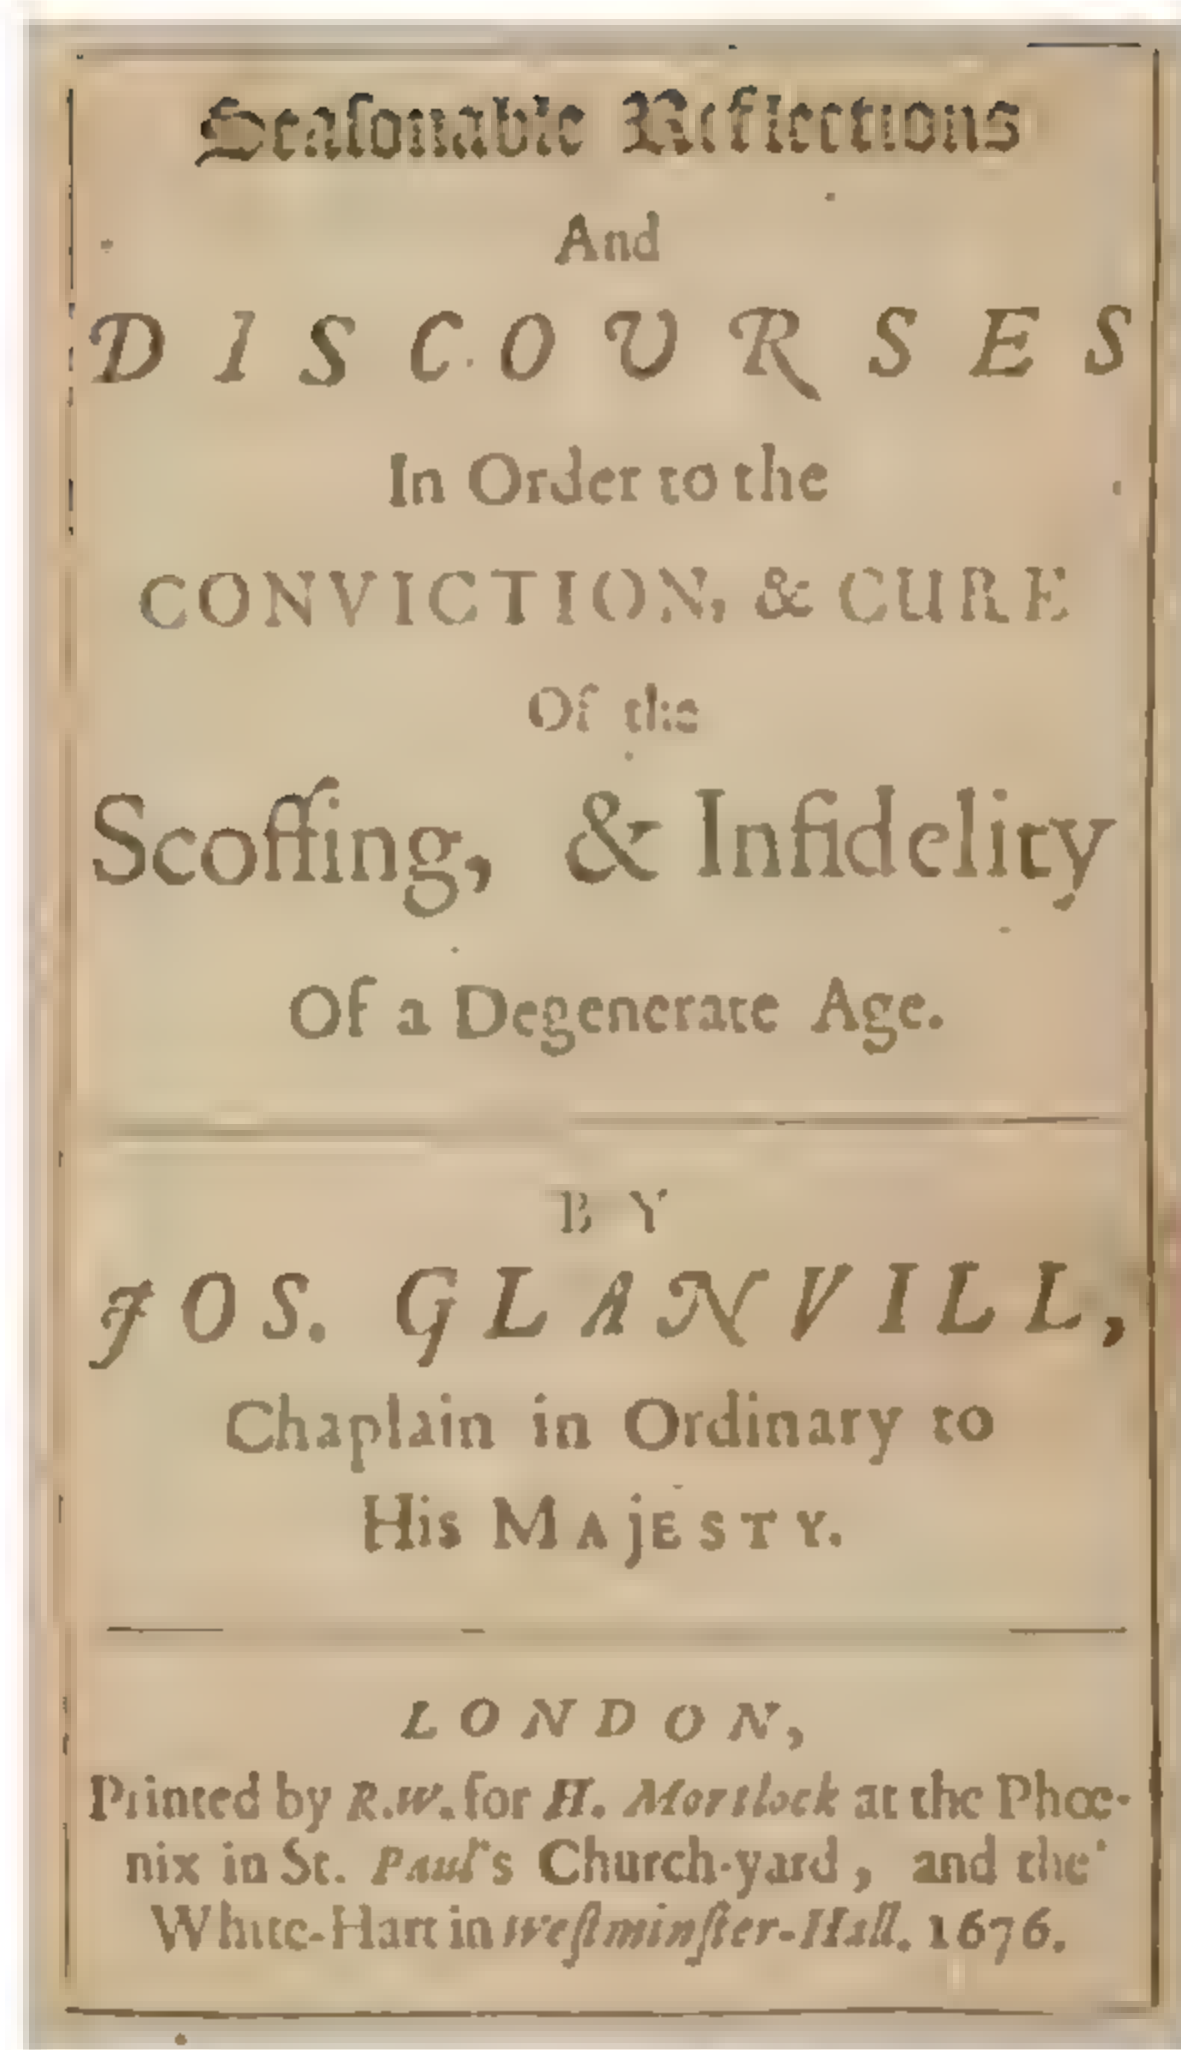 Seaſonable Reflections
And
DISCOURSES
In Order to the
CONVICTION, & CURE
Of the
Scoffing, & Infidelity
Of a Degenerate Age.
BY
JOS. GLANVILL,
Chaplain in Ordinary to
His MAjESTY.
LONDON,
Printed by R.W. for H. Mortlock at the Phœ-
nix in St. Paul's Church-yard, and the
White-Hart in Weſtminſter-Hall. 1676.